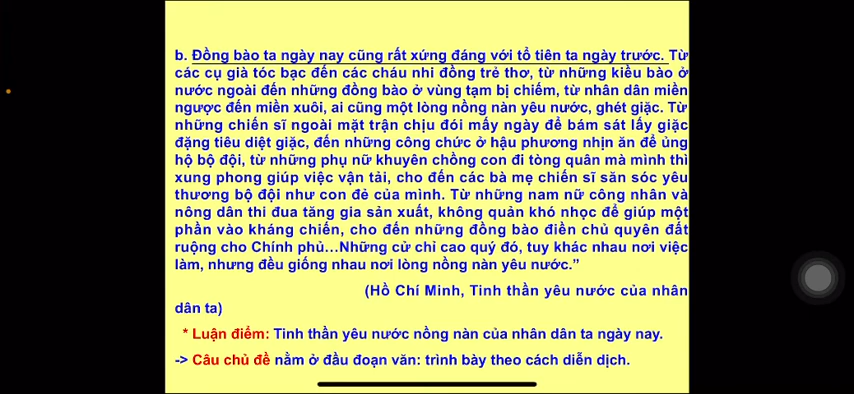 b. Đồng bào ta ngày nay cũng rất xứng đáng với tổ tiên ta ngày trước. Từ
các cụ già tóc bạc đến các cháu nhi đồng trẻ thơ, từ những kiều bào ở
nước ngoài đến những đồng bào ở vùng tạm bị chiếm, từ nhân dân miền
ngược đến miền xuôi, ai cũng một lòng nồng nàn yêu nước, ghét giặc. Từ
những chiến sĩ ngoài mặt trận chịu đói mấy ngày để bám sát lấy giặc
đặng tiêu diệt giặc, đến những công chức ở hậu phương nhịn ăn để ủng
hộ bộ đội, từ những phụ nữ khuyên chồng con đi tòng quân mà mình thì
xung phong giúp việc vận tải, cho đến các bà mẹ chiến sĩ săn sóc yêu
thương bộ đội như con đẻ của mình. Từ những nam nữ công nhân và
nông dân thi đua tăng gia sản xuất, không quản khó nhọc để giúp một
phần vào kháng chiến, cho đến những đồng bào điền chủ quyên đất
ruộng cho Chính phủ...Những cử chỉ cao quý đó, tuy khác nhau nơi việc
làm, nhưng đều giống nhau nơi lòng nồng nàn yêu nước.”
(Hồ Chí Minh, Tinh thần yêu nước của nhân
dân ta)
* Luận điểm: Tinh thần yêu nước nồng nàn của nhân dân ta ngày nay.
-> Câu chủ đề nằm ở đầu đoạn văn: trình bày theo cách diễn dịch.